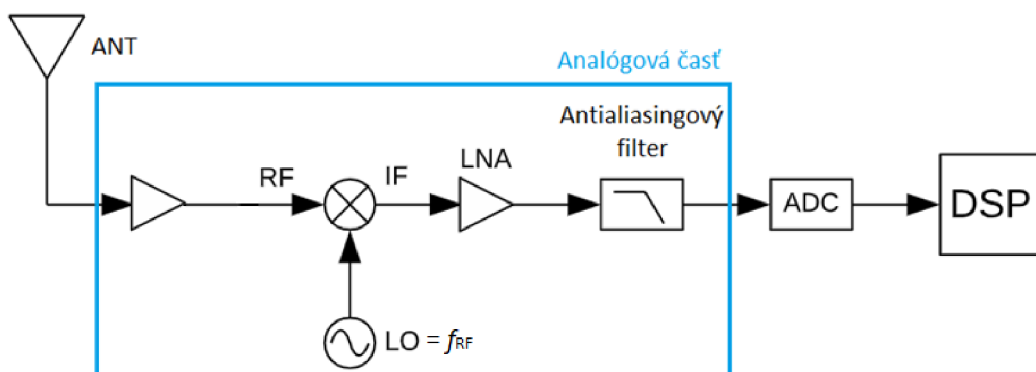 ANT
Analógová časť
Antialiasingový
filter
LNA
RF
IF
ADC
DSP
LO = fRF